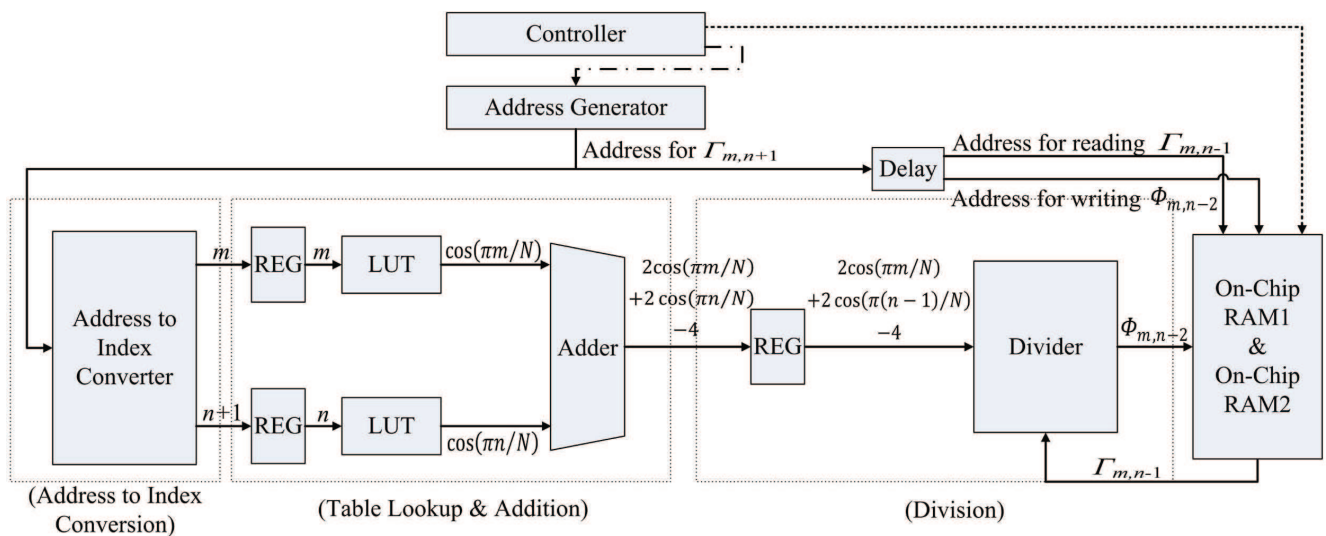 Controller
Address Generator
Address for Γm,n+1
Delay
Address for reading Γm,n-1
Address for writing Φm,n−2
m
REG
m
LUT
cos(πm/N)
Address to
Index
Converter
n+1
REG
n
LUT
cos(πn/N)
Adder
2cos(πm/N)
+2 cos(πn/N)
−4
REG
2cos(πm/N)
+2 cos(π(n − 1)/N)
−4
Divider
Φm,n−2
On-Chip
RAM1
&
On-Chip
RAM2
Γm,n-1
(Address to Index
Conversion)
(Table Lookup & Addition)
(Division)